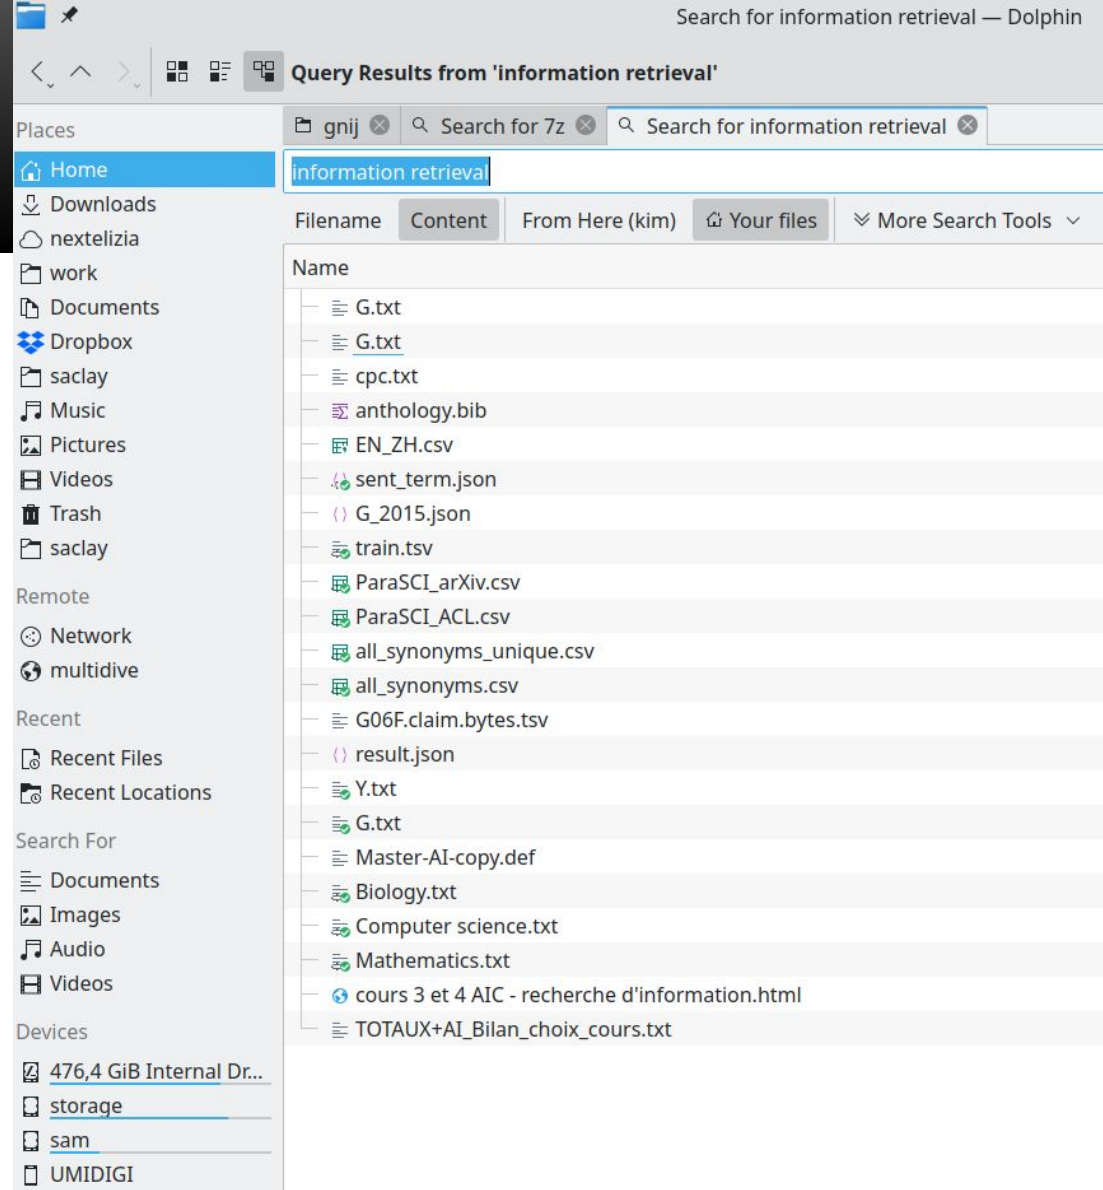 Search for information retrieval — Dolphin
Query Results from 'information retrieval'
Places
Home
Downloads
nextelizia
work
Documents
Dropbox
saclay
Music
Pictures
Videos
Trash
saclay
Remote
Network
multidive
Recent
Recent Files
Recent Locations
Search For
Documents
Images
Audio
Videos
Devices
476,4 GiB Internal Dr...
storage
sam
UMIDIGI
gnij Search for 7z Search for information retrieval
information retrieval
Filename Content From Here (kim) Your files More Search Tools
Name
G.txt
G.txt
cpc.txt
anthology.bib
EN_ZH.csv
sent_term.json
G_2015.json
train.tsv
ParaSCI_arXiv.csv
ParaSCI_ACL.csv
all_synonyms_unique.csv
all_synonyms.csv
G06F.claim.bytes.tsv
result.json
Y.txt
G.txt
Master-AI-copy.def
Biology.txt
Computer science.txt
Mathematics.txt
cours 3 et 4 AIC - recherche d'information.html
TOTAUX+AI_Bilan_choix_cours.txt